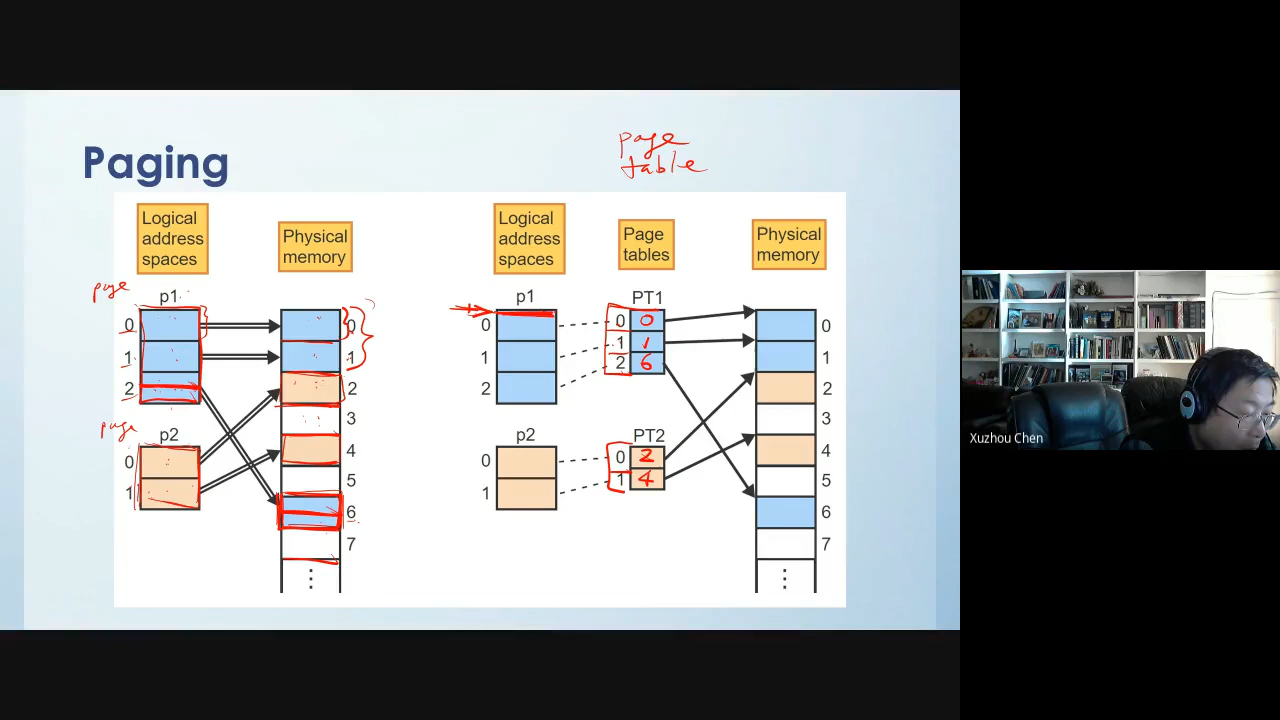 Paging
page
table
Logical
address
spaces
Physical
memory
Logical
address
spaces
Page
tables
Physical
memory
page
p1
p1
PT1
0
1
2
0
1
2
3
4
5
6
7
0
1
2
0 0
1 1
2 6
0
1
2
3
4
5
6
7
page
p2
0
1
p2
0
1
PT2
0 2
1 4
Xuzhou Chen